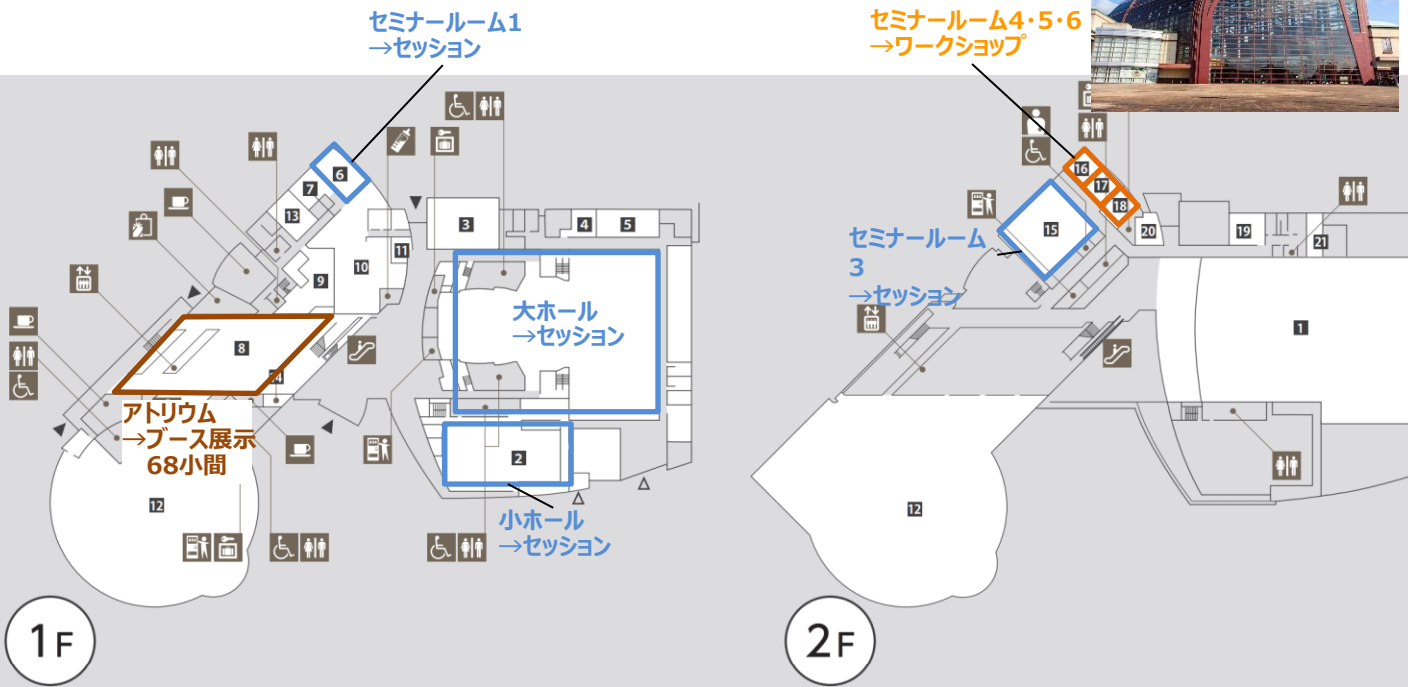 セミナールーム1
→セッション
セミナールーム4・5・6
→ワークショップ
6
7
13
3
4
5
11
10
9
8
14
大ホール
→セッション
アトリウム
→ブース展示
68小間
2
12
小ホール
→セッション
1F
16
17
18
15
20
19
21
セミナールーム
3
→セッション
1
12
2F